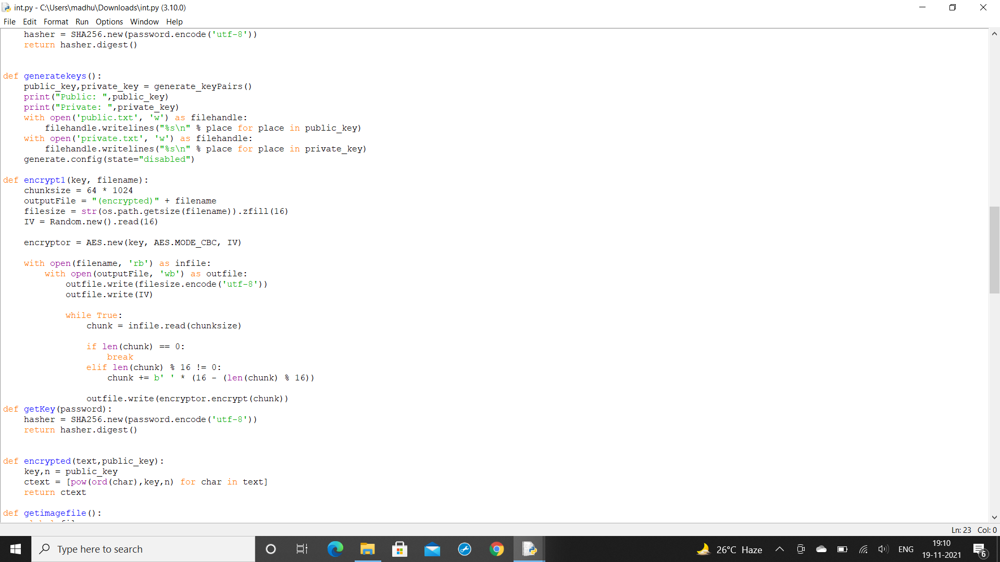 int.py - C:\Users\madhu\Downloads\int.py (3.10.0)
File Edit Format Run Options Window Help
    hasher = SHA256.new(password.encode('utf-8'))
    return hasher.digest()
def generatekeys():
    public_key,private_key = generate_keyPairs()
    print("Public: ",public_key)
    print("Private: ",private_key)
    with open('public.txt', 'w') as filehandle:
        filehandle.writelines("%s\n" % place for place in public_key)
    with open('private.txt', 'w') as filehandle:
        filehandle.writelines("%s\n" % place for place in private_key)
    generate.config(state="disabled")
def encrypt1(key, filename):
    chunksize = 64 * 1024
    outputFile = "(encrypted)" + filename
    filesize = str(os.path.getsize(filename)).zfill(16)
    IV = Random.new().read(16)
    encryptor = AES.new(key, AES.MODE_CBC, IV)
    with open(filename, 'rb') as infile:
        with open(outputFile, 'wb') as outfile:
            outfile.write(filesize.encode('utf-8'))
            outfile.write(IV)
            while True:
                chunk = infile.read(chunksize)
                if len(chunk) == 0:
                    break
                elif len(chunk) % 16 != 0:
                    chunk += b' ' * (16 - (len(chunk) % 16))
                outfile.write(encryptor.encrypt(chunk))
def getKey(password):
    hasher = SHA256.new(password.encode('utf-8'))
    return hasher.digest()
def encrypted(text,public_key):
    key,n = public_key
    ctext = [pow(ord(char),key,n) for char in text]
    return ctext
def getimagefile():
Ln: 23 Col: 0
Type here to search
26°C Haze
ENG
19:10
19-11-2021
6